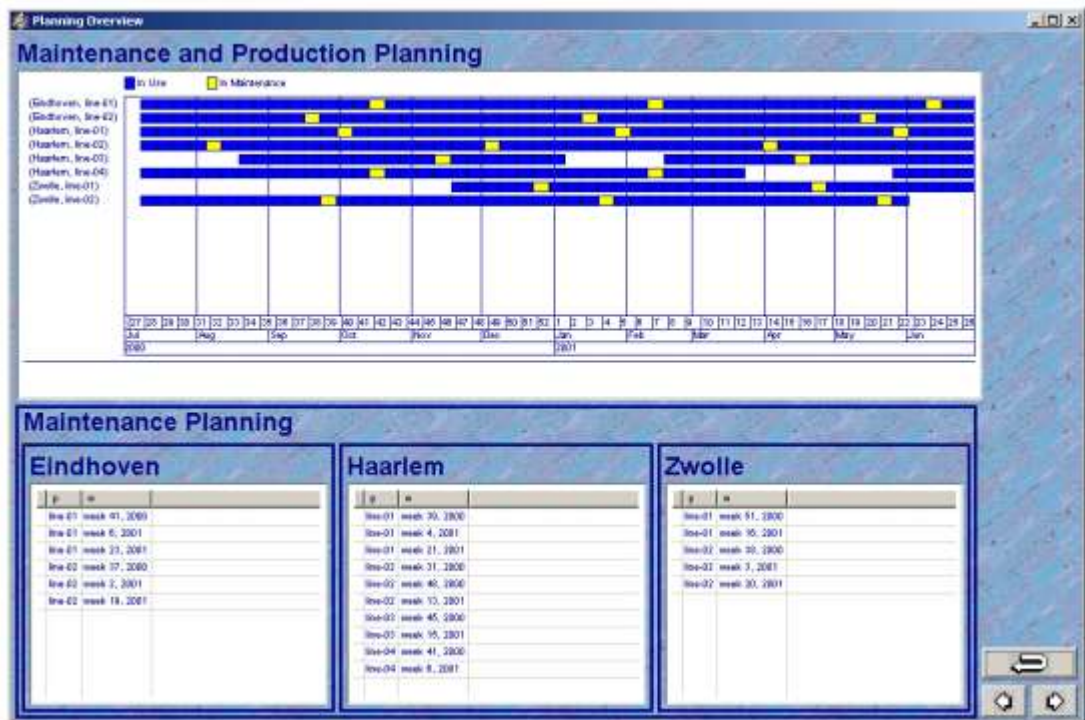 Planning Overview
Maintenance and Production Planning
In Use In Maintenance
(Eindhoven, line-01)
(Eindhoven, line-02)
(Haarlem, line-01)
(Haarlem, line-02)
(Haarlem, line-03)
(Haarlem, line-04)
(Zwolle, line-01)
(Zwolle, line-02)
27 28 29 30 31 32 33 34 35 36 37 38 39 40 41 42 43 44 45 46 47 48 49 50 51 52 1 2 3 4 5 6 7 8 9 10 11 12 13 14 15 16 17 18 19 20 21 22 23 24 25 26
Jul Aug Sep Oct Nov Dec Jan Feb Mar Apr May Jun
2000 2001
Maintenance Planning
Eindhoven
p w
line-01 week 41, 2000
line-01 week 6, 2001
line-01 week 23, 2001
line-02 week 37, 2000
line-02 week 2, 2001
line-02 week 19, 2001
Haarlem
p w
line-01 week 39, 2000
line-01 week 4, 2001
line-01 week 21, 2001
line-02 week 31, 2000
line-02 week 48, 2000
line-02 week 13, 2001
line-03 week 45, 2000
line-03 week 15, 2001
line-04 week 41, 2000
line-04 week 6, 2001
Zwolle
p w
line-01 week 51, 2000
line-01 week 16, 2001
line-02 week 38, 2000
line-02 week 3, 2001
line-02 week 20, 2001